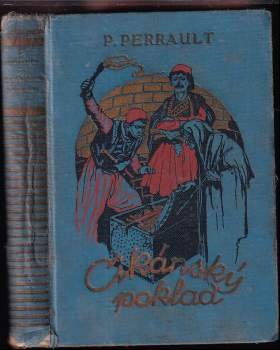 P. PERRAULT
Cikánský
poklad